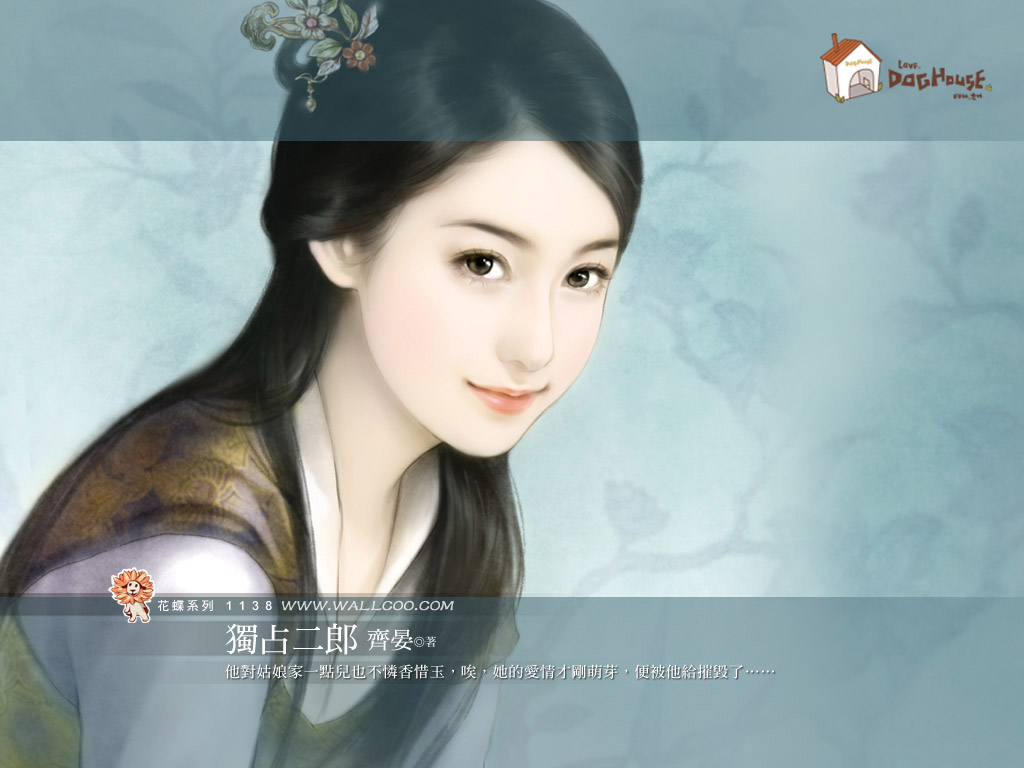 Love.
DOGHOUSE
com.tw
DOGHOUSE
花蝶系列 1138 WWW.WALLCOO.COM
獨占二郎 齊晏◎著
他對姑娘家一點兒也不憐香惜玉，唉，她的愛情才剛萌芽，便被他給摧毀了……